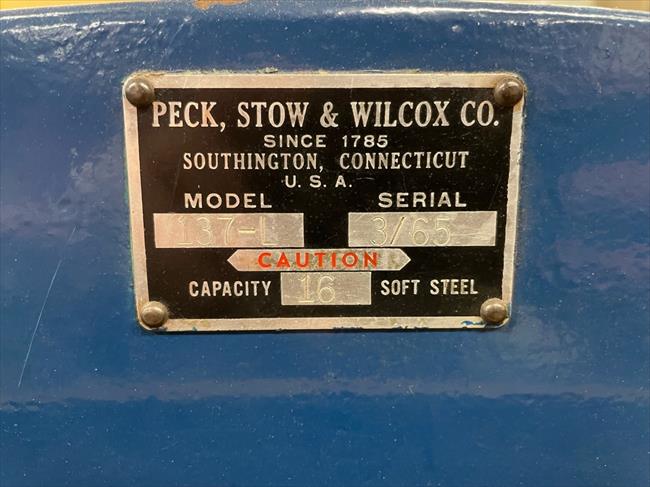 PECK, STOW & WILCOX CO.
SINCE 1785
SOUTHINGTON, CONNECTICUT
U. S. A.
MODEL SERIAL
137-L 3/65
CAUTION
CAPACITY 16 SOFT STEEL